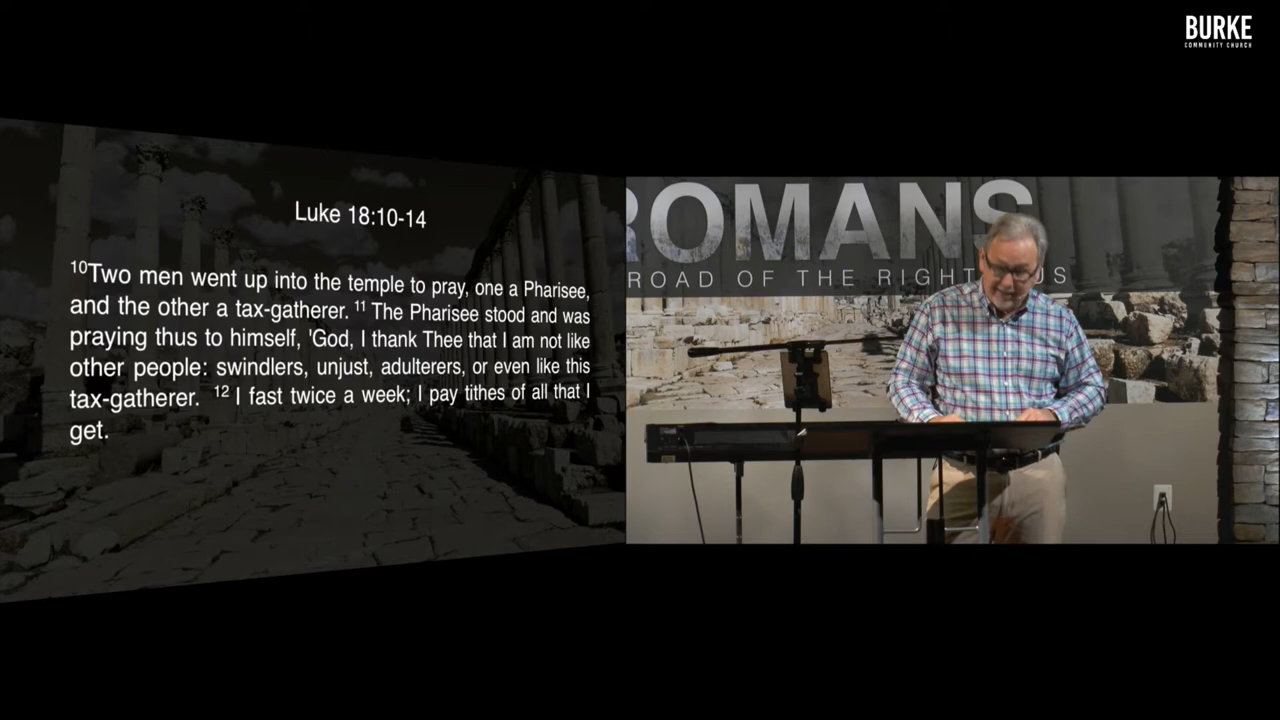 BURKE
COMMUNITY CHURCH
Luke 18:10-14
10Two men went up into the temple to pray, one a Pharisee,
and the other a tax-gatherer. 11 The Pharisee stood and was
praying thus to himself, 'God, I thank Thee that I am not like
other people: swindlers, unjust, adulterers, or even like this
tax-gatherer. 12 I fast twice a week; I pay tithes of all that I
get.
ROMANS
ROAD OF THE RIGHT US